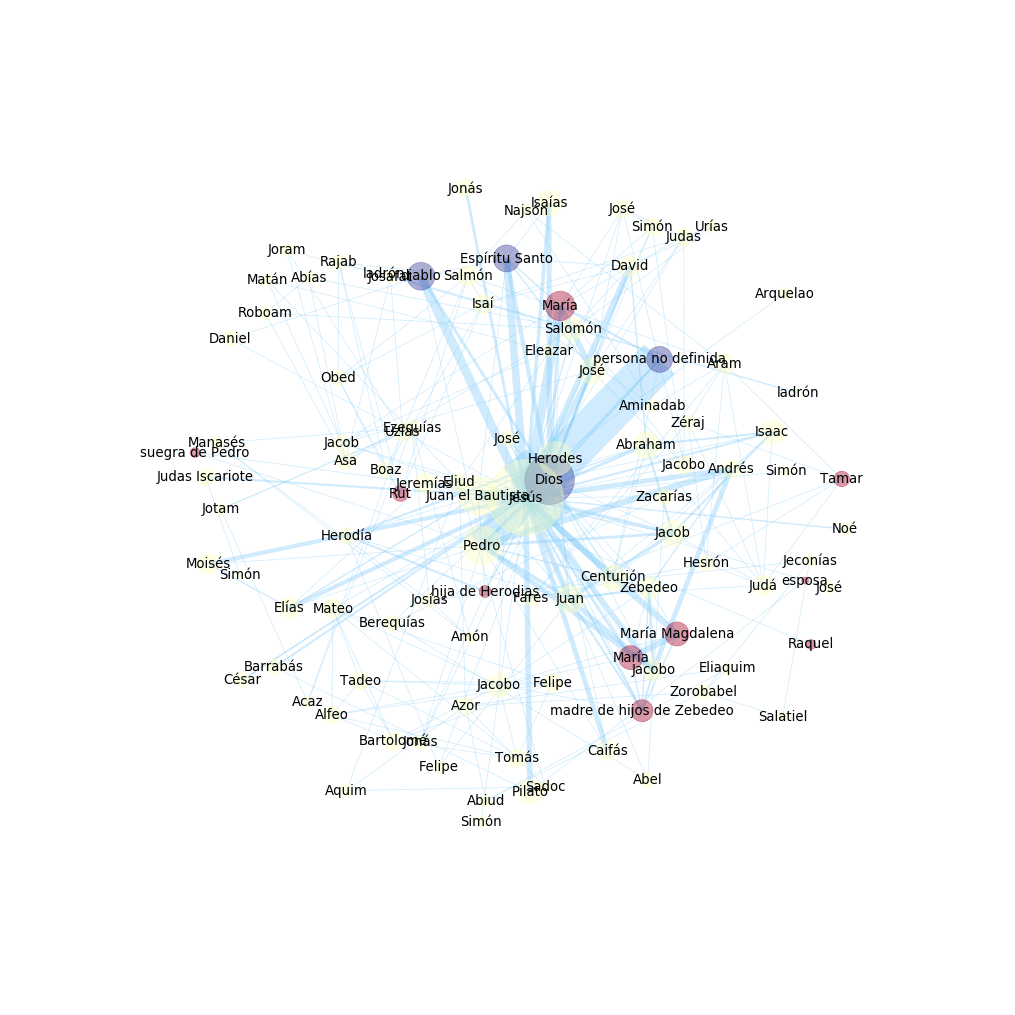 Jonás
Isaías
Najsón
José
Simón
Urías
Judas
Joram
Rajab
Espíritu Santo
David
Matán
Abías
ladrón
Josafat
diablo
Salmón
Arquelao
Roboam
Isaí
María
Daniel
Salomón
Eleazar
persona no definida
Aram
Obed
José
ladrón
Aminadab
Zéraj
Ezequías
Uzías
Isaac
Manasés
Jacob
José
Abraham
suegra de Pedro
Asa
Herodes
Boaz
Jacobo
Andrés
Simón
Judas Iscariote
Jeremías
Eliud
Dios
Tamar
Rut
Juan el Bautista
Jesús
Zacarías
Jotam
Noé
Herodía
Pedro
Jacob
Moisés
Simón
Hesrón
Jeconías
Centurión
esposa
Zebedeo
Judá
José
hija de Herodias
Fares
Juan
Josías
Elías
Mateo
Berequías
Amón
María Magdalena
Raquel
María
Barrabás
Jacobo
Eliaquim
César
Tadeo
Jacobo
Felipe
Zorobabel
Acaz
Azor
madre de hijos de Zebedeo
Alfeo
Salatiel
Bartolomé
Jonás
Caifás
Tomás
Felipe
Abel
Aquim
Sadoc
Pilato
Abiud
Simón